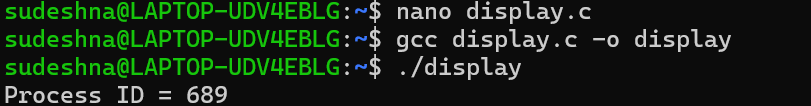 sudeshna@LAPTOP-UDV4EBLG:~$ nano display.c
sudeshna@LAPTOP-UDV4EBLG:~$ gcc display.c -o display
sudeshna@LAPTOP-UDV4EBLG:~$ ./display
Process ID = 689